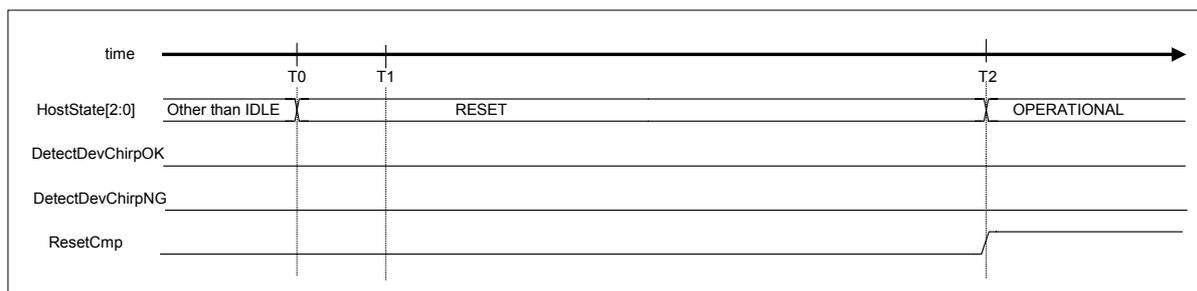 time
T0 T1 T2
HostState[2:0] Other than IDLE RESET OPERATIONAL
DetectDevChirpOK
DetectDevChirpNG
ResetCmp